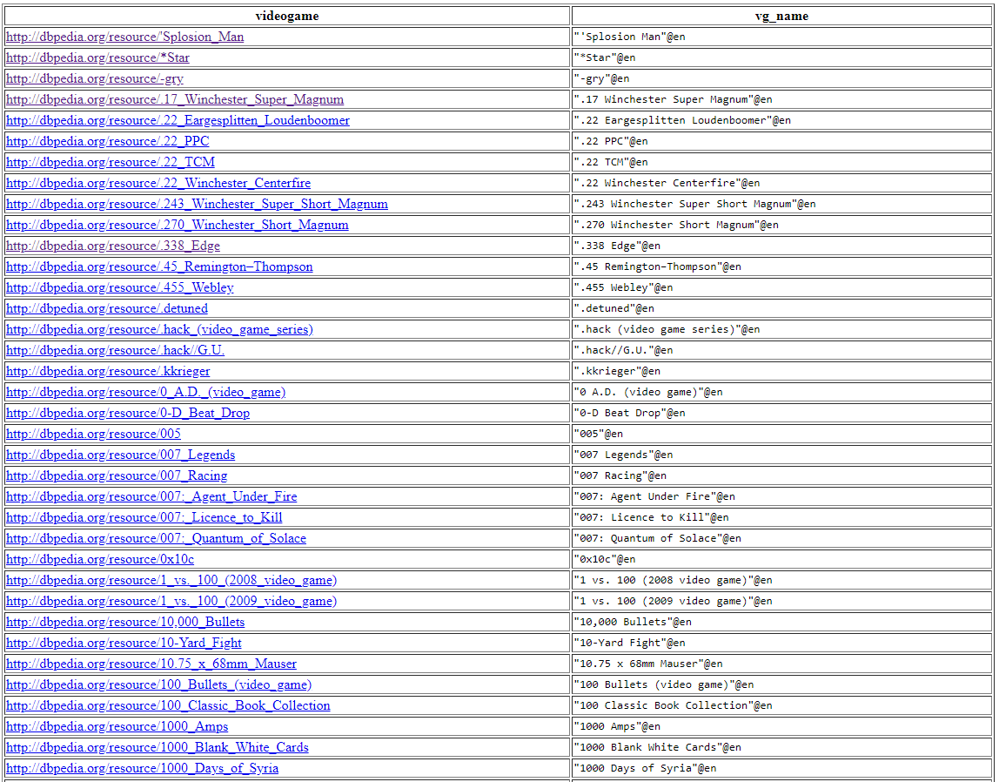 videogame vg_name
http://dbpedia.org/resource/'Splosion_Man "'Splosion Man"@en
http://dbpedia.org/resource/*Star "*Star"@en
http://dbpedia.org/resource/-gry "-gry"@en
http://dbpedia.org/resource/.17_Winchester_Super_Magnum ".17 Winchester Super Magnum"@en
http://dbpedia.org/resource/.22_Eargesplitten_Loudenboomer ".22 Eargesplitten Loudenboomer"@en
http://dbpedia.org/resource/.22_PPC ".22 PPC"@en
http://dbpedia.org/resource/.22_TCM ".22 TCM"@en
http://dbpedia.org/resource/.22_Winchester_Centerfire ".22 Winchester Centerfire"@en
http://dbpedia.org/resource/.243_Winchester_Super_Short_Magnum ".243 Winchester Super Short Magnum"@en
http://dbpedia.org/resource/.270_Winchester_Short_Magnum ".270 Winchester Short Magnum"@en
http://dbpedia.org/resource/.338_Edge ".338 Edge"@en
http://dbpedia.org/resource/.45_Remington–Thompson ".45 Remington–Thompson"@en
http://dbpedia.org/resource/.455_Webley ".455 Webley"@en
http://dbpedia.org/resource/.detuned ".detuned"@en
http://dbpedia.org/resource/.hack_(video_game_series) ".hack (video game series)"@en
http://dbpedia.org/resource/.hack//G.U. ".hack//G.U."@en
http://dbpedia.org/resource/.kkrieger ".kkrieger"@en
http://dbpedia.org/resource/0_A.D._(video_game) "0 A.D. (video game)"@en
http://dbpedia.org/resource/0-D_Beat_Drop "0-D Beat Drop"@en
http://dbpedia.org/resource/005 "005"@en
http://dbpedia.org/resource/007_Legends "007 Legends"@en
http://dbpedia.org/resource/007_Racing "007 Racing"@en
http://dbpedia.org/resource/007:_Agent_Under_Fire "007: Agent Under Fire"@en
http://dbpedia.org/resource/007:_Licence_to_Kill "007: Licence to Kill"@en
http://dbpedia.org/resource/007:_Quantum_of_Solace "007: Quantum of Solace"@en
http://dbpedia.org/resource/0x10c "0x10c"@en
http://dbpedia.org/resource/1_vs._100_(2008_video_game) "1 vs. 100 (2008 video game)"@en
http://dbpedia.org/resource/1_vs._100_(2009_video_game) "1 vs. 100 (2009 video game)"@en
http://dbpedia.org/resource/10,000_Bullets "10,000 Bullets"@en
http://dbpedia.org/resource/10-Yard_Fight "10-Yard Fight"@en
http://dbpedia.org/resource/10.75_x_68mm_Mauser "10.75 x 68mm Mauser"@en
http://dbpedia.org/resource/100_Bullets_(video_game) "100 Bullets (video game)"@en
http://dbpedia.org/resource/100_Classic_Book_Collection "100 Classic Book Collection"@en
http://dbpedia.org/resource/1000_Amps "1000 Amps"@en
http://dbpedia.org/resource/1000_Blank_White_Cards "1000 Blank White Cards"@en
http://dbpedia.org/resource/1000_Days_of_Syria "1000 Days of Syria"@en